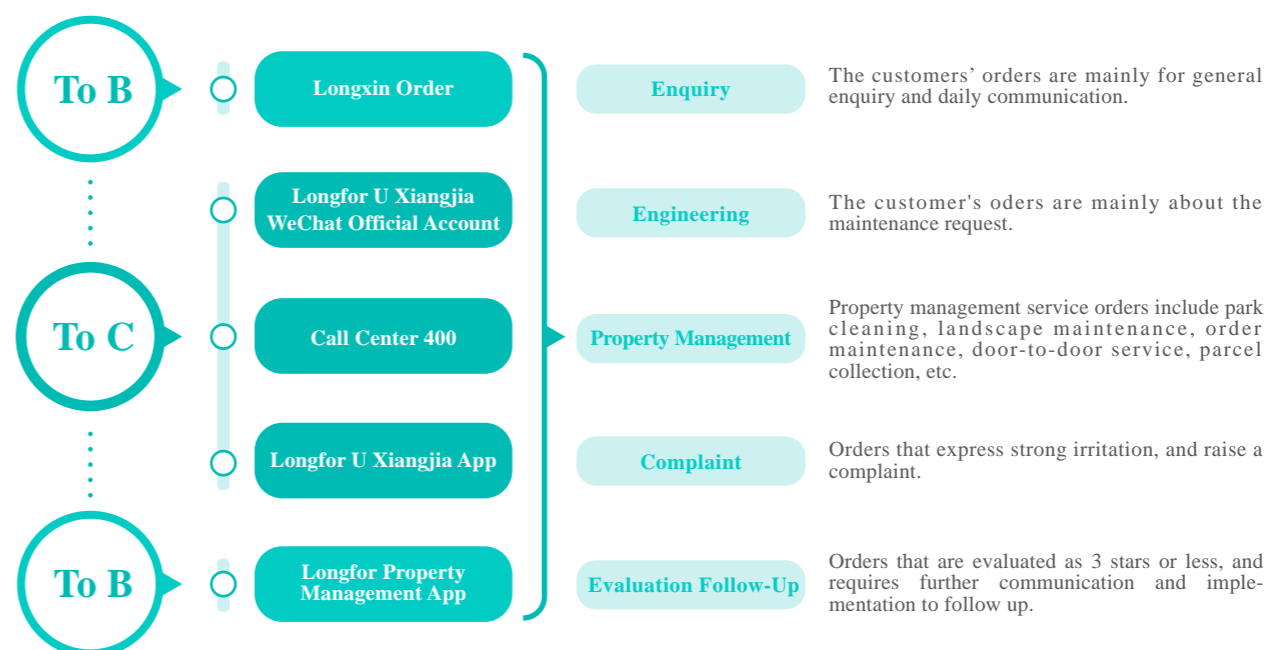 To B
Longxin Order
Enquiry
The customers’ orders are mainly for general
enquiry and daily communication.
Longfor U Xiangjia
WeChat Official Account
Engineering
The customer's oders are mainly about the
maintenance request.
To C
Call Center 400
Property Management
Property management service orders include park
cleaning, landscape maintenance, order
maintenance, door-to-door service, parcel
collection, etc.
Longfor U Xiangjia App
Complaint
Orders that express strong irritation, and raise a
complaint.
To B
Longfor Property
Management App
Evaluation Follow-Up
Orders that are evaluated as 3 stars or less, and
requires further communication and imple-
mentation to follow up.